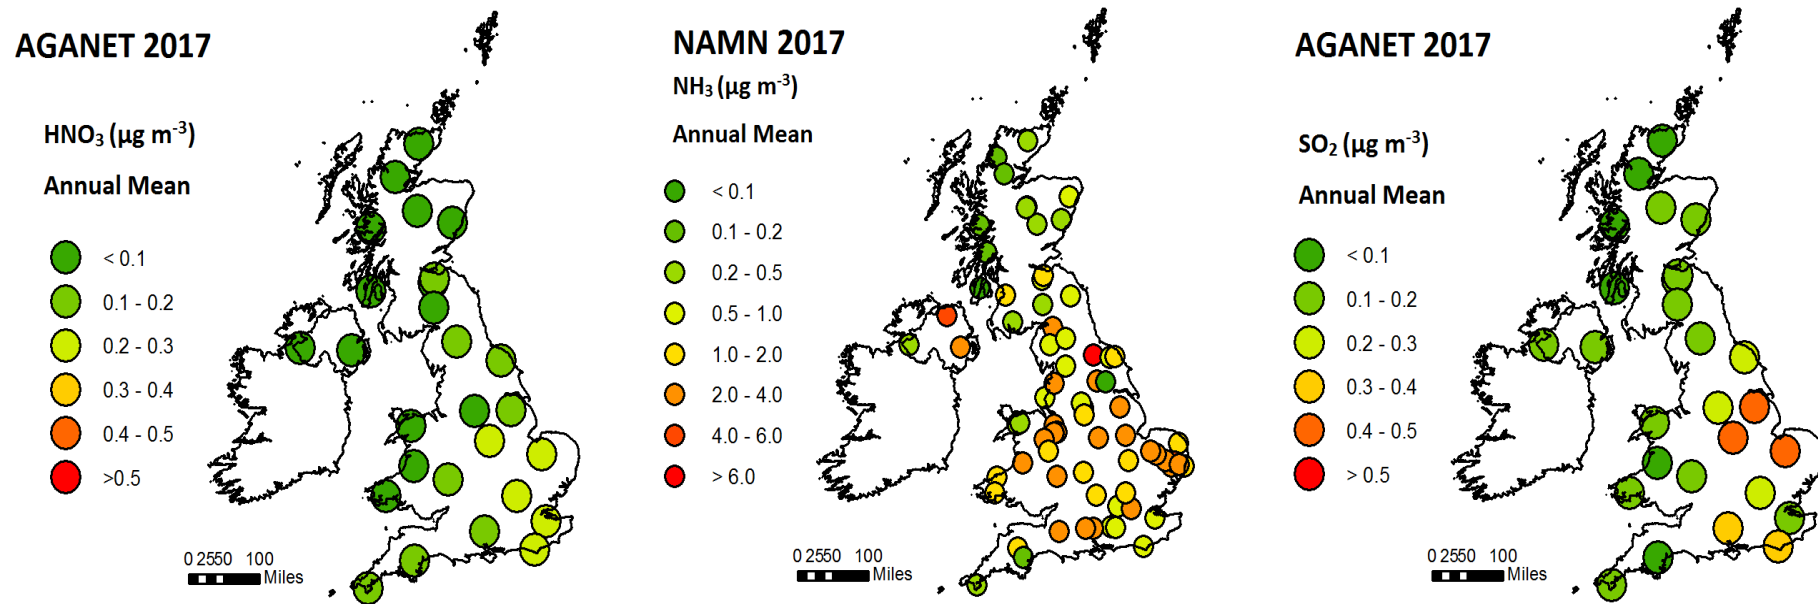 AGANET 2017
HNO₃ (µg m⁻³)
Annual Mean
< 0.1
0.1 - 0.2
0.2 - 0.3
0.3 - 0.4
0.4 - 0.5
>0.5
0 2550 100
Miles
NAMN 2017
NH₃ (µg m⁻³)
Annual Mean
< 0.1
0.1 - 0.2
0.2 - 0.5
0.5 - 1.0
1.0 - 2.0
2.0 - 4.0
4.0 - 6.0
> 6.0
0 2550 100
Miles
AGANET 2017
SO₂ (µg m⁻³)
Annual Mean
< 0.1
0.1 - 0.2
0.2 - 0.3
0.3 - 0.4
0.4 - 0.5
> 0.5
0 2550 100
Miles